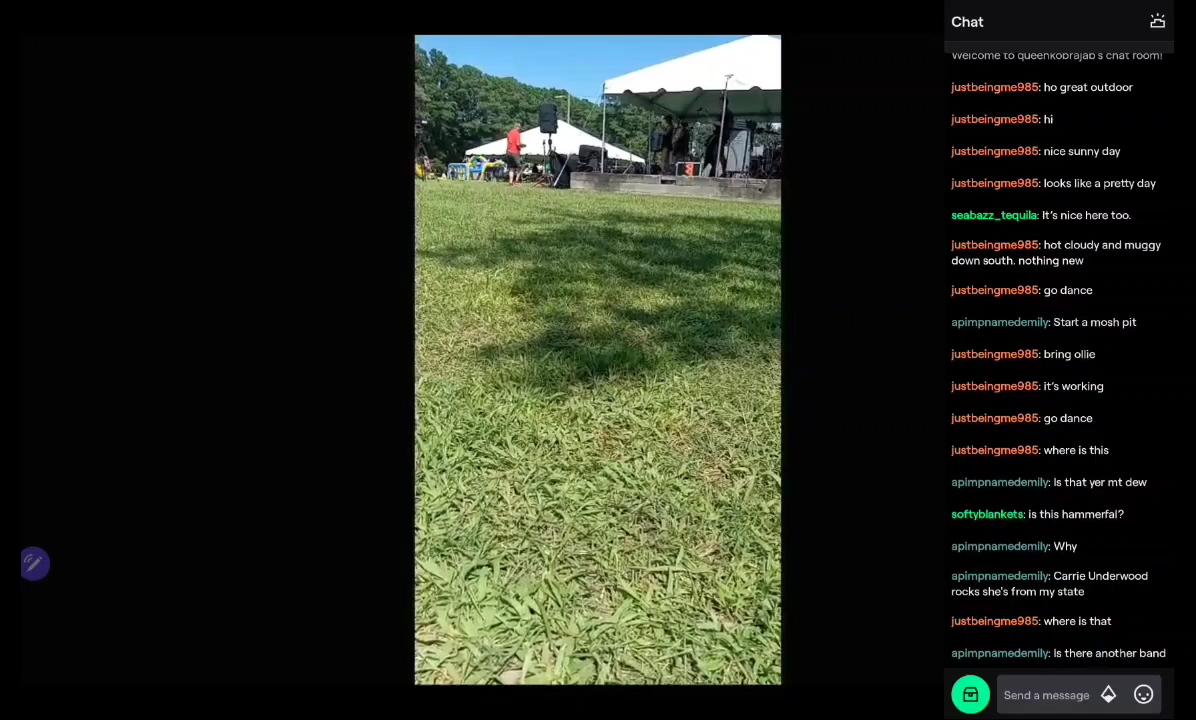 Chat
Welcome to queenkobrajab's chat room!
justbeingme985: ho great outdoor
justbeingme985: hi
justbeingme985: nice sunny day
justbeingme985: looks like a pretty day
seabazz_tequila: It's nice here too.
justbeingme985: hot cloudy and muggy
down south. nothing new
justbeingme985: go dance
apimpnamedemily: Start a mosh pit
justbeingme985: bring ollie
justbeingme985: it's working
justbeingme985: go dance
justbeingme985: where is this
apimpnamedemily: Is that yer mt dew
softyblankets: is this hammerfal?
apimpnamedemily: Why
apimpnamedemily: Carrie Underwood
rocks she's from my state
justbeingme985: where is that
apimpnamedemily: Is there another band
Send a message